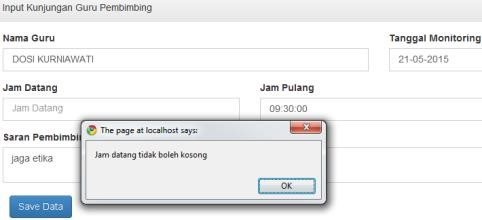 Input Kunjungan Guru Pembimbing
Nama Guru
Tanggal Monitoring
DOSI KURNIAWATI
21-05-2015
Jam Datang
Jam Pulang
Jam Datang
09:30:00
The page at localhost says:
Jam datang tidak boleh kosong
OK
Saran Pembimbi
jaga etika
Save Data